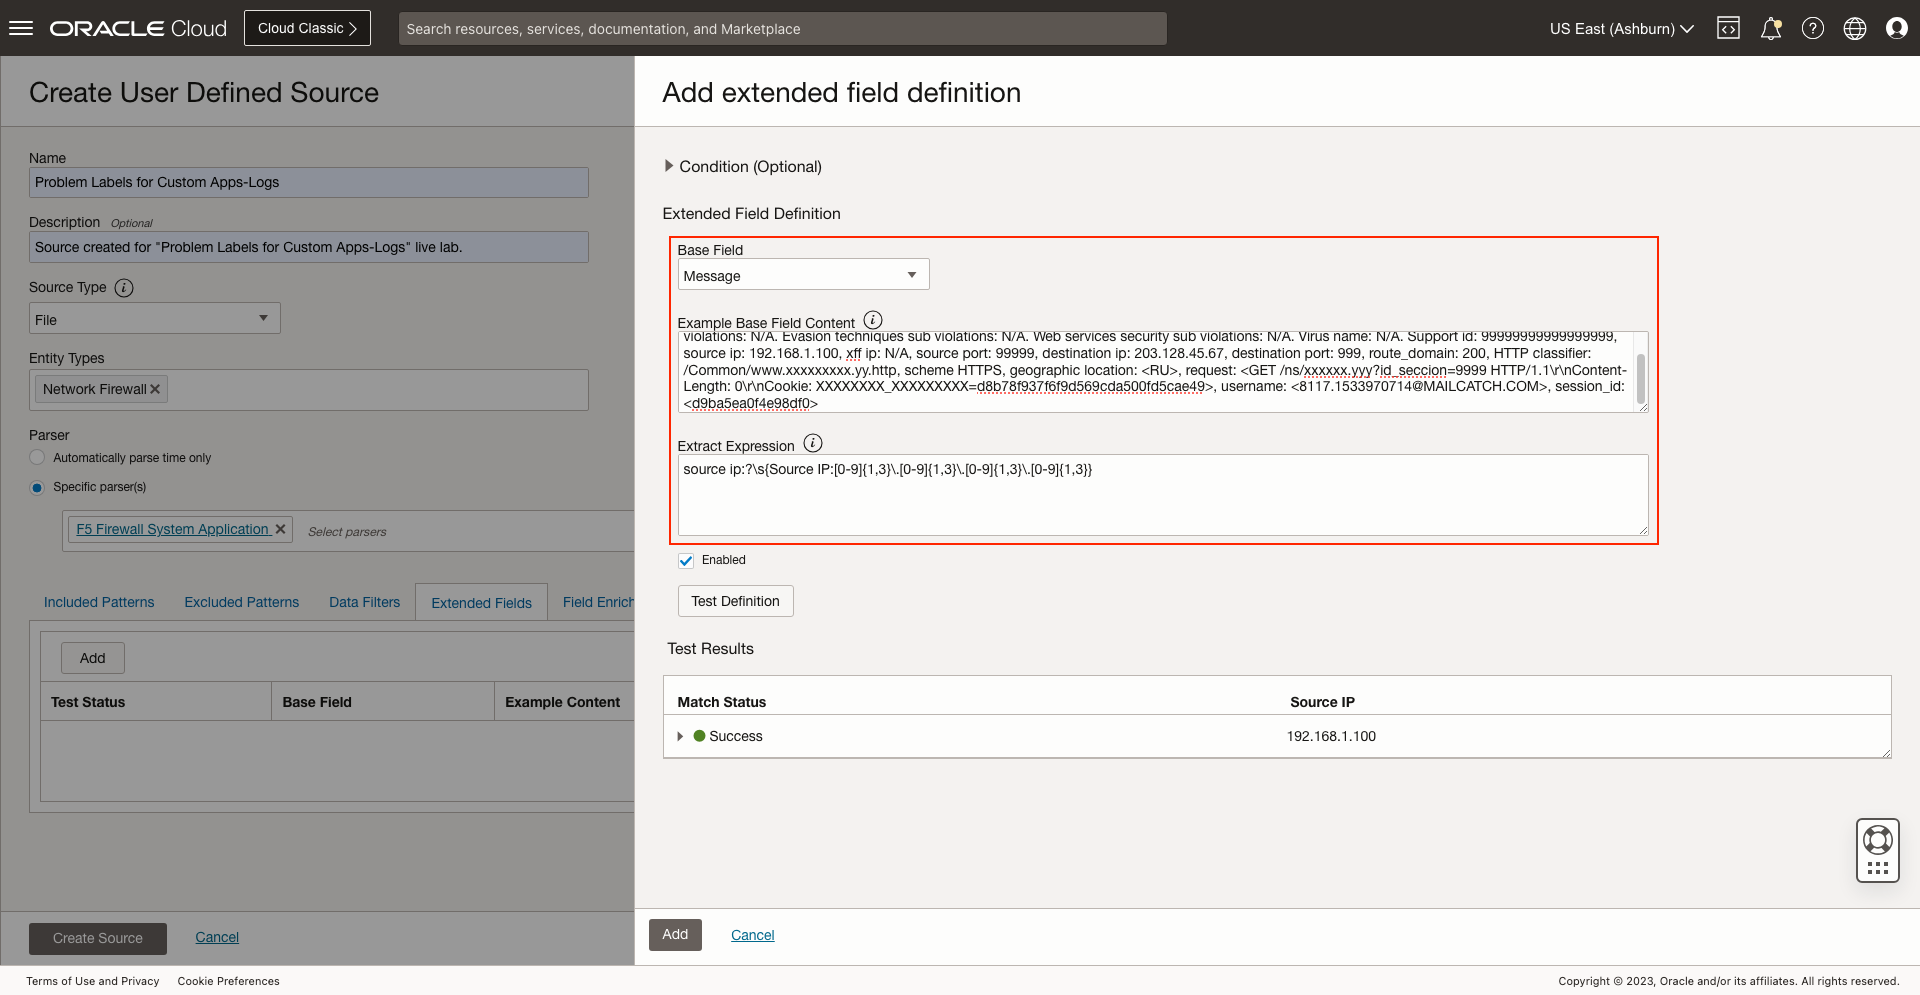 ORACLE Cloud
Cloud Classic
Search resources, services, documentation, and Marketplace
US East (Ashburn)
Create User Defined Source
Name
Problem Labels for Custom Apps-Logs
Description Optional
Source created for "Problem Labels for Custom Apps-Logs" live lab.
Source Type
File
Entity Types
Network Firewall
Parser
Automatically parse time only
Specific parser(s)
F5 Firewall System Application
Select parsers
Included Patterns
Excluded Patterns
Data Filters
Extended Fields
Field Enrich
Add
Test Status
Base Field
Example Content
Create Source
Cancel
Add extended field definition
Condition (Optional)
Extended Field Definition
Base Field
Message
Example Base Field Content
violations: N/A. Evasion techniques sub violations: N/A. Web services security sub violations: N/A. Virus name: N/A. Support id: 99999999999999999,
source ip: 192.168.1.100, xff ip: N/A, source port: 99999, destination ip: 203.128.45.67, destination port: 999, route_domain: 200, HTTP classifier:
/Common/www.xxxxxxxxx.yy.http, scheme HTTPS, geographic location: <RU>, request: <GET /ns/xxxxxx.yyy?id_seccion=9999 HTTP/1.1\r\nContent-
Length: 0\r\nCookie: XXXXXXXX_XXXXXXXXX=d8b78f937f6f9d569cda500fd5cae49>, username: <8117.1533970714@MAILCATCH.COM>, session_id:
<d9ba5ea0f4e98df0>
Extract Expression
source ip:?\s{Source IP:[0-9]{1,3}\.[0-9]{1,3}\.[0-9]{1,3}\.[0-9]{1,3}}
Enabled
Test Definition
Test Results
Match Status
Source IP
Success
192.168.1.100
Add
Cancel
Terms of Use and Privacy
Cookie Preferences
Copyright © 2023, Oracle and/or its affiliates. All rights reserved.